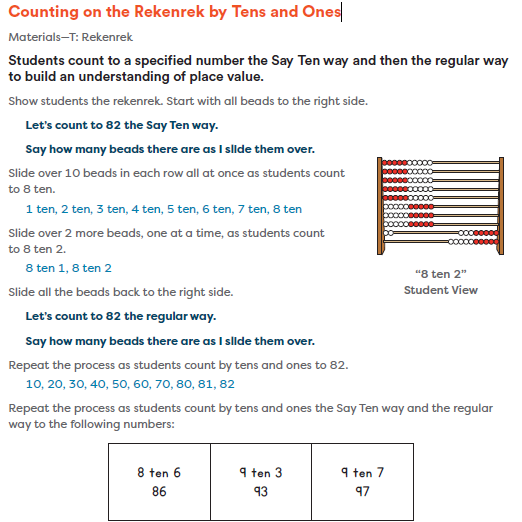 Counting on the Rekenrek by Tens and Ones
Materials—T: Rekenrek
Students count to a specified number the Say Ten way and then the regular way
to build an understanding of place value.
Show students the rekenrek. Start with all beads to the right side.
Let's count to 82 the Say Ten way.
Say how many beads there are as I slide them over.
Slide over 10 beads in each row all at once as students count
to 8 ten.
1 ten, 2 ten, 3 ten, 4 ten, 5 ten, 6 ten, 7 ten, 8 ten
Slide over 2 more beads, one at a time, as students count
to 8 ten 2.
8 ten 1, 8 ten 2
"8 ten 2"
Student View
Slide all the beads back to the right side.
Let's count to 82 the regular way.
Say how many beads there are as I slide them over.
Repeat the process as students count by tens and ones to 82.
10, 20, 30, 40, 50, 60, 70, 80, 81, 82
Repeat the process as students count by tens and ones the Say Ten way and the regular
way to the following numbers:
8 ten 6
86
9 ten 3
93
9 ten 7
97